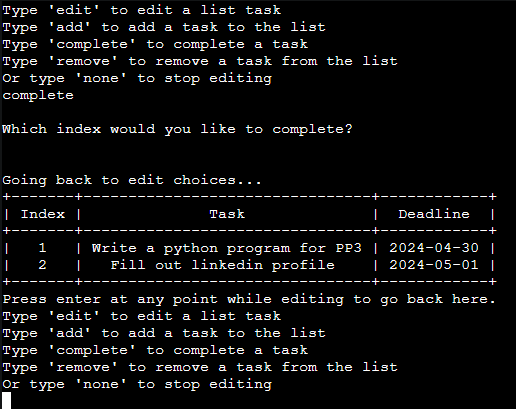 Type 'edit' to edit a list task
Type 'add' to add a task to the list
Type 'complete' to complete a task
Type 'remove' to remove a task from the list
Or type 'none' to stop editing
complete
Which index would you like to complete?
Going back to edit choices...
+-------+----------------------------------+------------+
| Index |               Task               |  Deadline  |
+-------+----------------------------------+------------+
|   1   | Write a python program for PP3 | 2024-04-30 |
|   2   |    Fill out linkedin profile    | 2024-05-01 |
+-------+----------------------------------+------------+
Press enter at any point while editing to go back here.
Type 'edit' to edit a list task
Type 'add' to add a task to the list
Type 'complete' to complete a task
Type 'remove' to remove a task from the list
Or type 'none' to stop editing